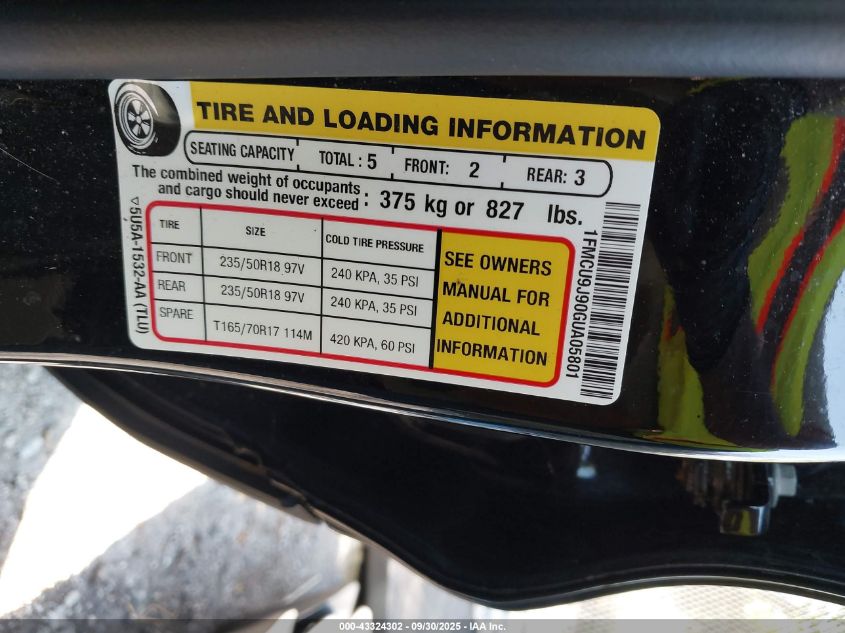 TIRE AND LOADING INFORMATION
SEATING CAPACITY TOTAL : 5 FRONT: 2 REAR: 3
The combined weight of occupants
and cargo should never exceed : 375 kg or 827 lbs.
TIRE SIZE COLD TIRE PRESSURE
FRONT 235/50R18 97V 240 KPA, 35 PSI
REAR 235/50R18 97V 240 KPA, 35 PSI
SPARE T165/70R17 114M 420 KPA, 60 PSI
SEE OWNERS
MANUAL FOR
ADDITIONAL
INFORMATION
5U5A-1532-AA (TLU)
1FMCU9J90GUA05801
000-43324302 - 09/30/2025 - IAA Inc.